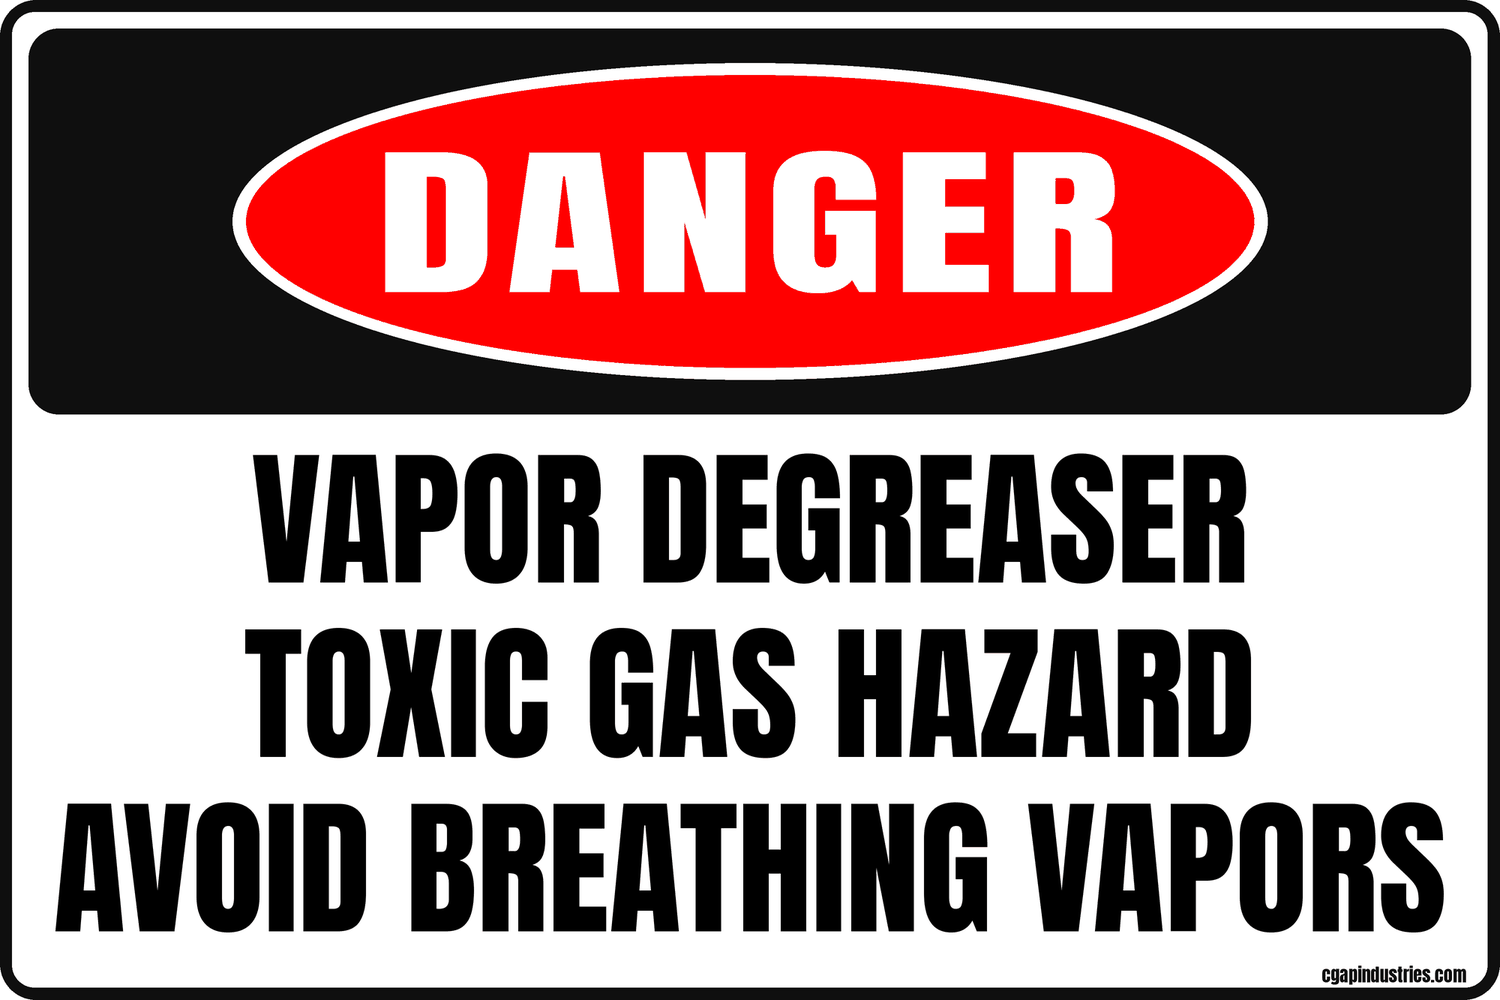 DANGER
VAPOR DEGREASER
TOXIC GAS HAZARD
AVOID BREATHING VAPORS
cgapindustries.com